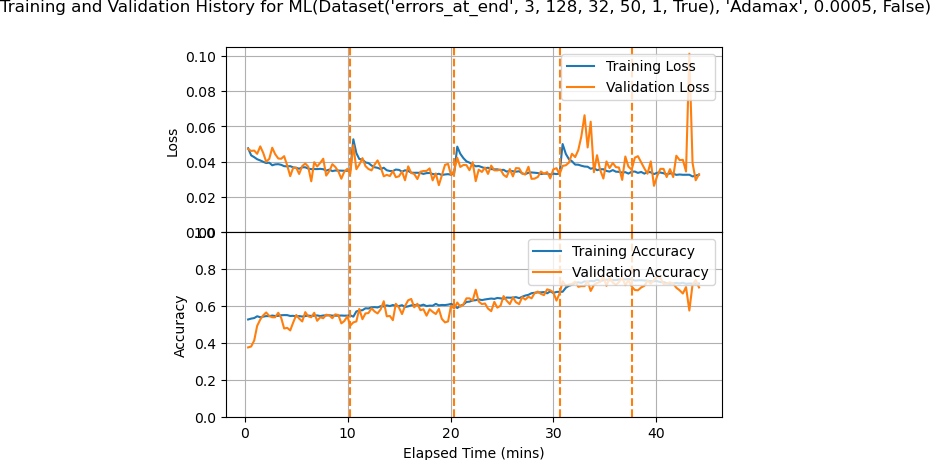 Training and Validation History for ML(Dataset('errors_at_end', 3, 128, 32, 50, 1, True), 'Adamax', 0.0005, False)
0.10
0.08
0.06
0.04
0.02
0.00
Loss
Training Loss
Validation Loss
1.0
0.8
0.6
0.4
0.2
0.0
Accuracy
Training Accuracy
Validation Accuracy
0 10 20 30 40
Elapsed Time (mins)